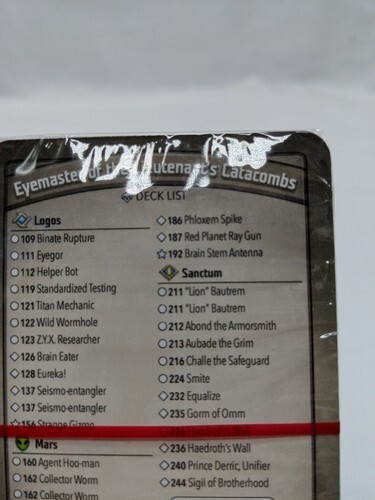 Eyemaster of the Lieutenant's Catacombs
DECK LIST
Logos
109 Binate Rupture
111 Eyegor
112 Helper Bot
119 Standardized Testing
121 Titan Mechanic
122 Wild Wormhole
123 Z.Y.X. Researcher
126 Brain Eater
128 Eureka!
137 Seismo-entangler
137 Seismo-entangler
156 Strange Gizmo
Mars
160 Agent Hoo-man
162 Collector Worm
162 Collector Worm
186 Phloxem Spike
187 Red Planet Ray Gun
192 Brain Stem Antenna
Sanctum
211 "Lion" Bautrem
211 "Lion" Bautrem
212 Abond the Armorsmith
213 Aubade the Grim
216 Challe the Safeguard
224 Smite
232 Equalize
235 Gorm of Omm
236 Haedroth's Wall
240 Prince Derric, Unifier
244 Sigil of Brotherhood